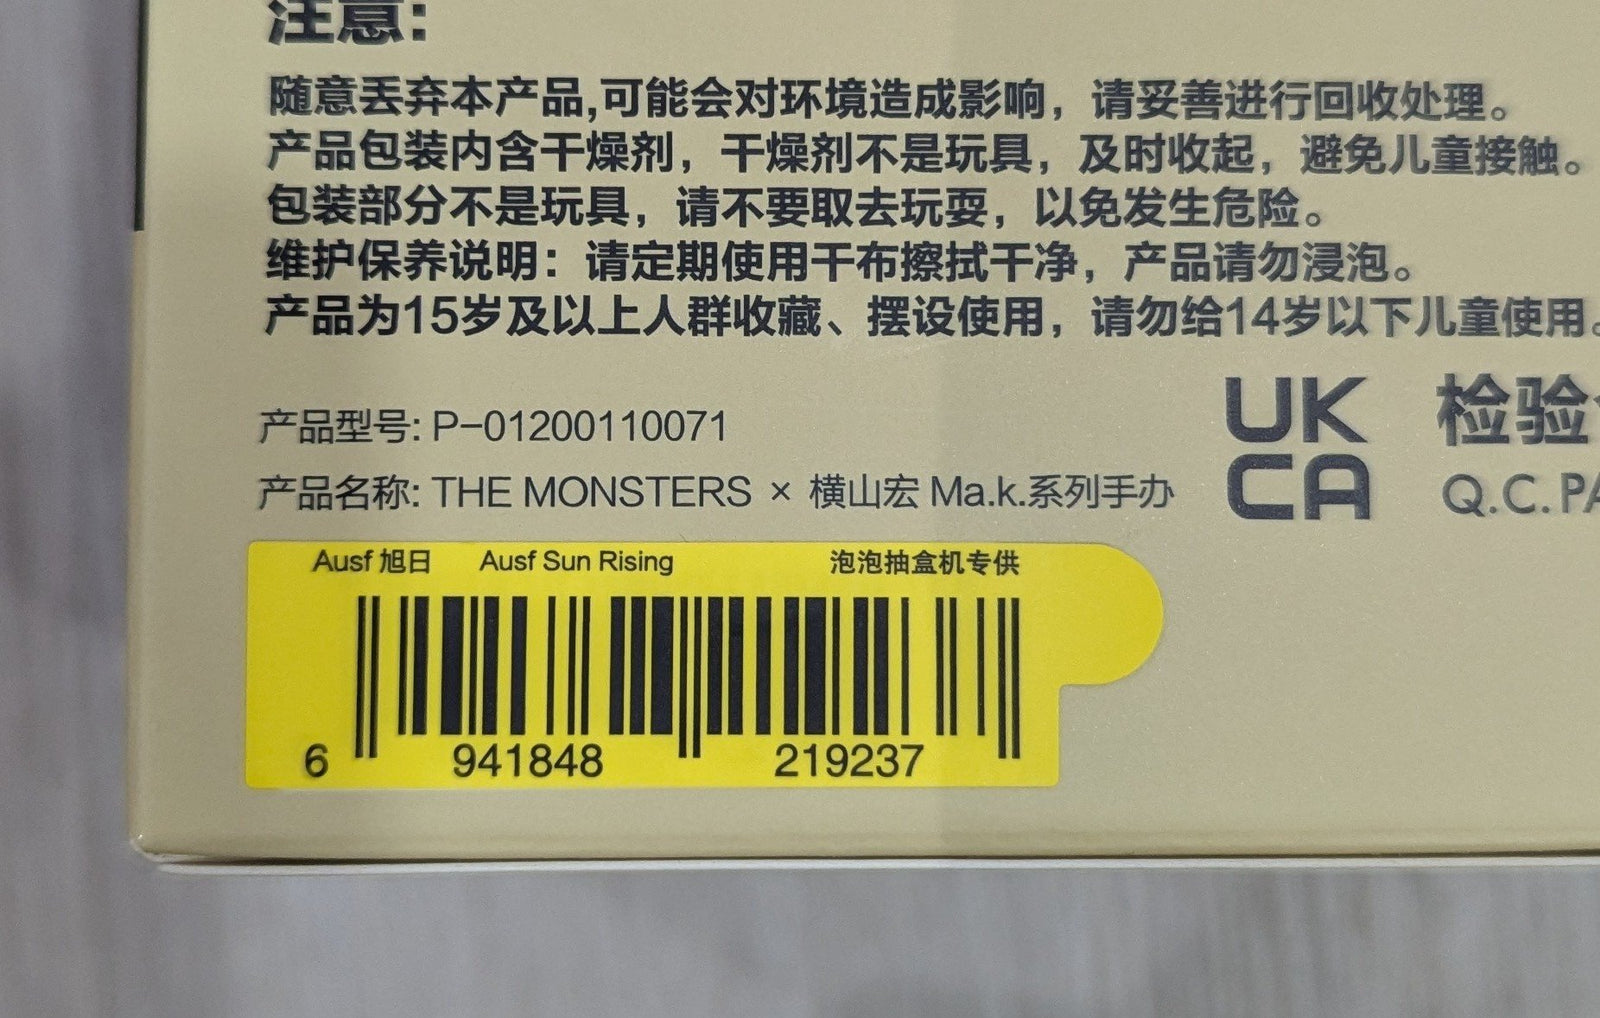 注意:
随意丢弃本产品,可能会对环境造成影响，请妥善进行回收处理。
产品包装内含干燥剂，干燥剂不是玩具，及时收起，避免儿童接触。
包装部分不是玩具，请不要取去玩耍，以免发生危险。
维护保养说明：请定期使用干布擦拭干净，产品请勿浸泡。
产品为15岁及以上人群收藏、摆设使用，请勿给14岁以下儿童使用。
产品型号: P-01200110071
产品名称: THE MONSTERS × 横山宏 Ma.k.系列手办
UK
CA
检验
Q.C.PA
Ausf 旭日 Ausf Sun Rising 泡泡抽盒机专供
6 941848 219237